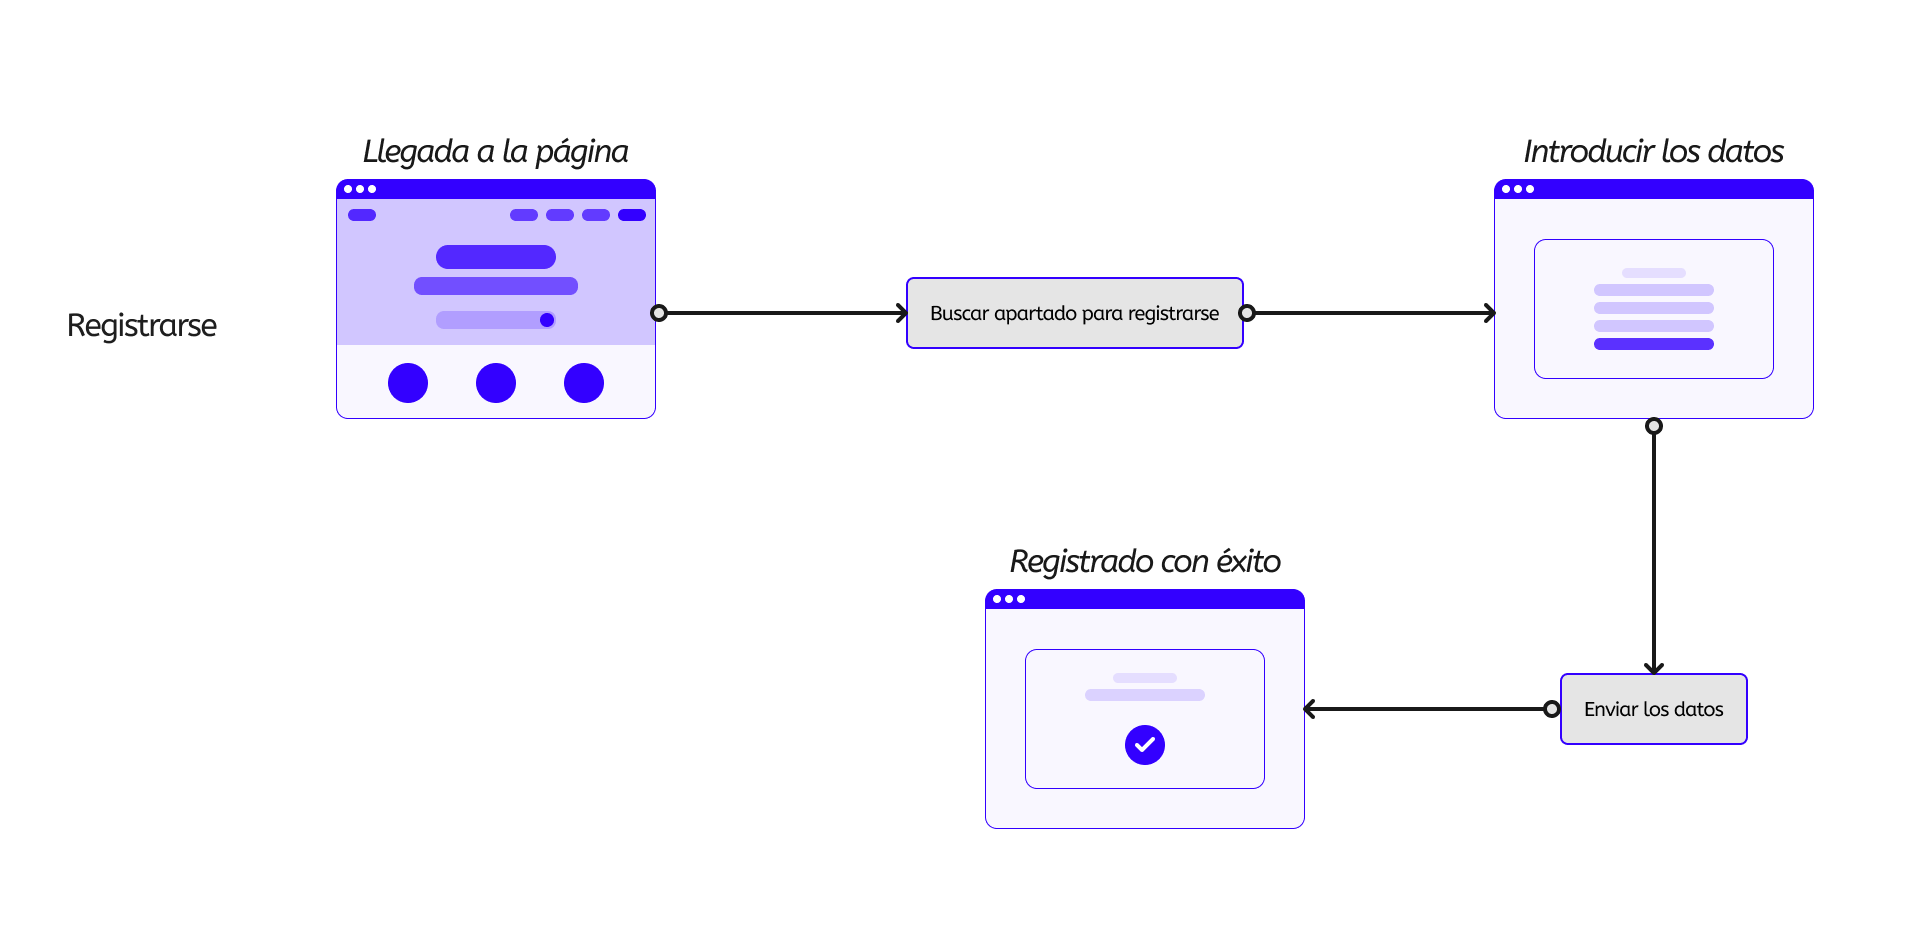 Registrarse
Llegada a la página
Buscar apartado para registrarse
Introducir los datos
Enviar los datos
Registrado con éxito